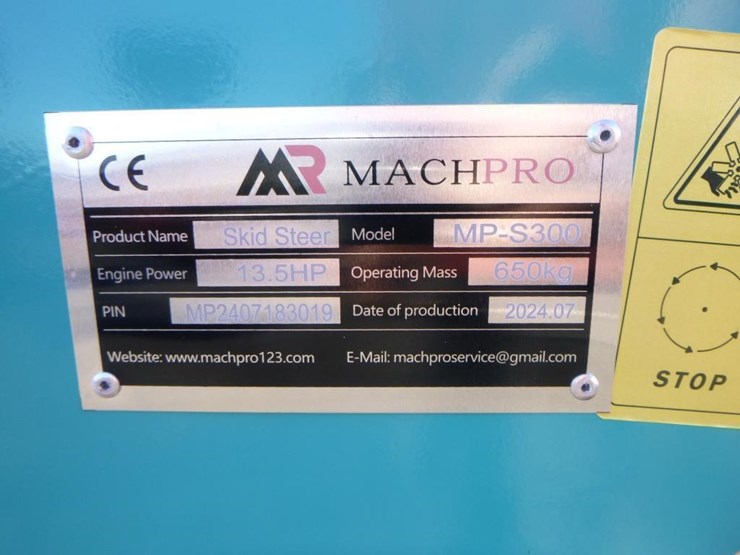 CE MR MACHPRO
Product Name Skid Steer Model MP-S300
Engine Power 13.5HP Operating Mass 650kg
PIN MP2407183019 Date of production 2024.07
Website: www.machpro123.com E-Mail: machproservice@gmail.com
STOP